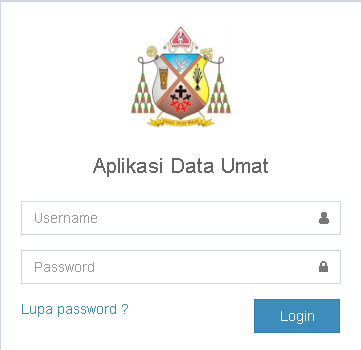 Aplikasi Data Umat
Username
Password
Lupa password ?
Login